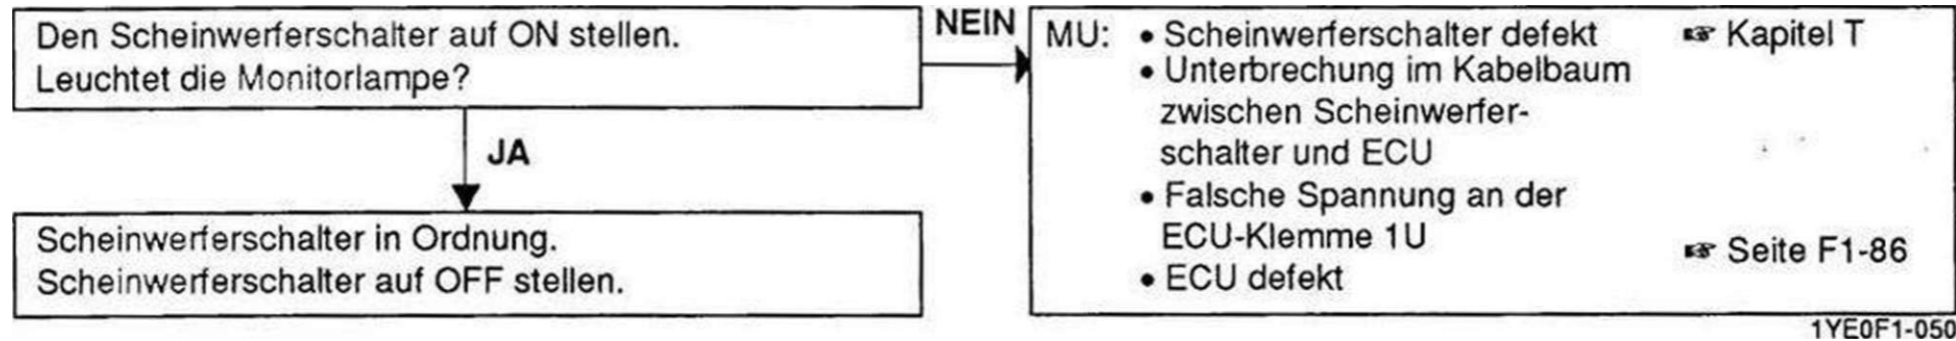 Den Scheinwerferschalter auf ON stellen.
Leuchtet die Monitorlampe?
NEIN
MU: • Scheinwerferschalter defekt ☞ Kapitel T
• Unterbrechung im Kabelbaum
zwischen Scheinwerfer-
schalter und ECU
• Falsche Spannung an der
ECU-Klemme 1U ☞ Seite F1-86
• ECU defekt
JA
Scheinwerferschalter in Ordnung.
Scheinwerferschalter auf OFF stellen.
1YE0F1-050